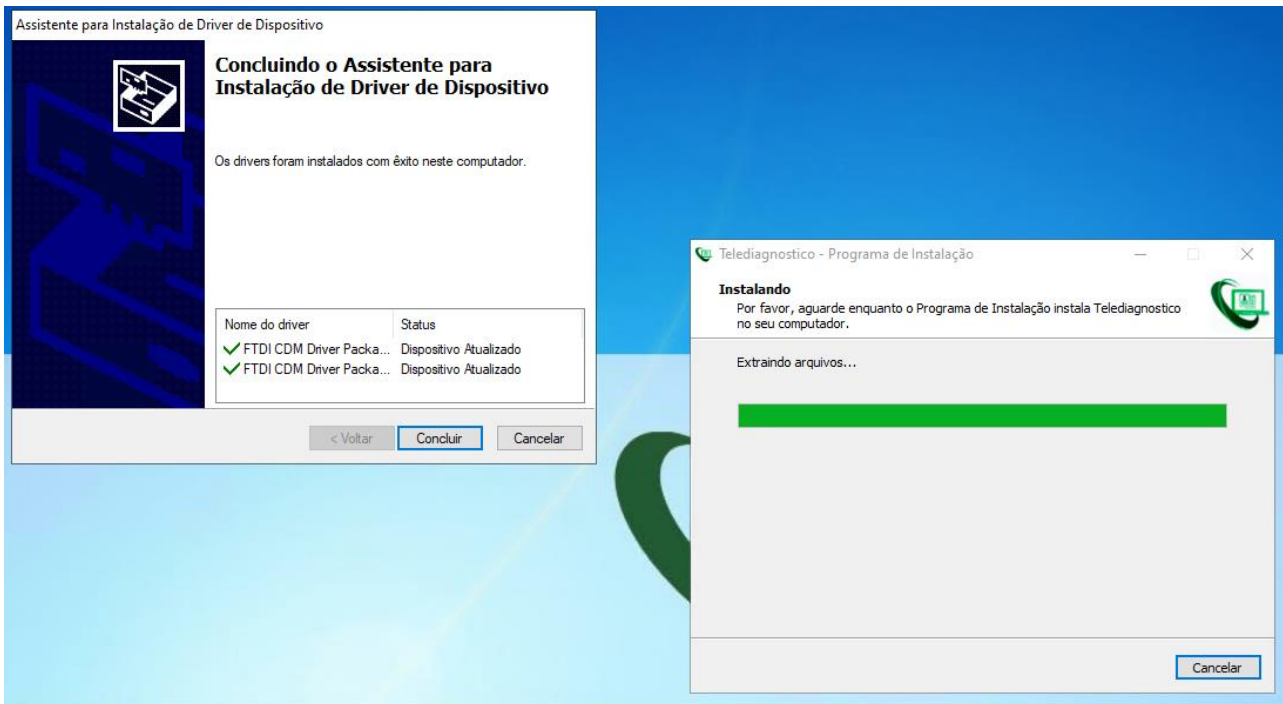 Assistente para Instalação de Driver de Dispositivo
Concluindo o Assistente para
Instalação de Driver de Dispositivo
Os drivers foram instalados com êxito neste computador.
Nome do driver Status
FTDI CDM Driver Packa... Dispositivo Atualizado
FTDI CDM Driver Packa... Dispositivo Atualizado
< Voltar Concluir Cancelar
Telediagnostico - Programa de Instalação
Instalando
Por favor, aguarde enquanto o Programa de Instalação instala Telediagnostico
no seu computador.
Extraindo arquivos...
Cancelar